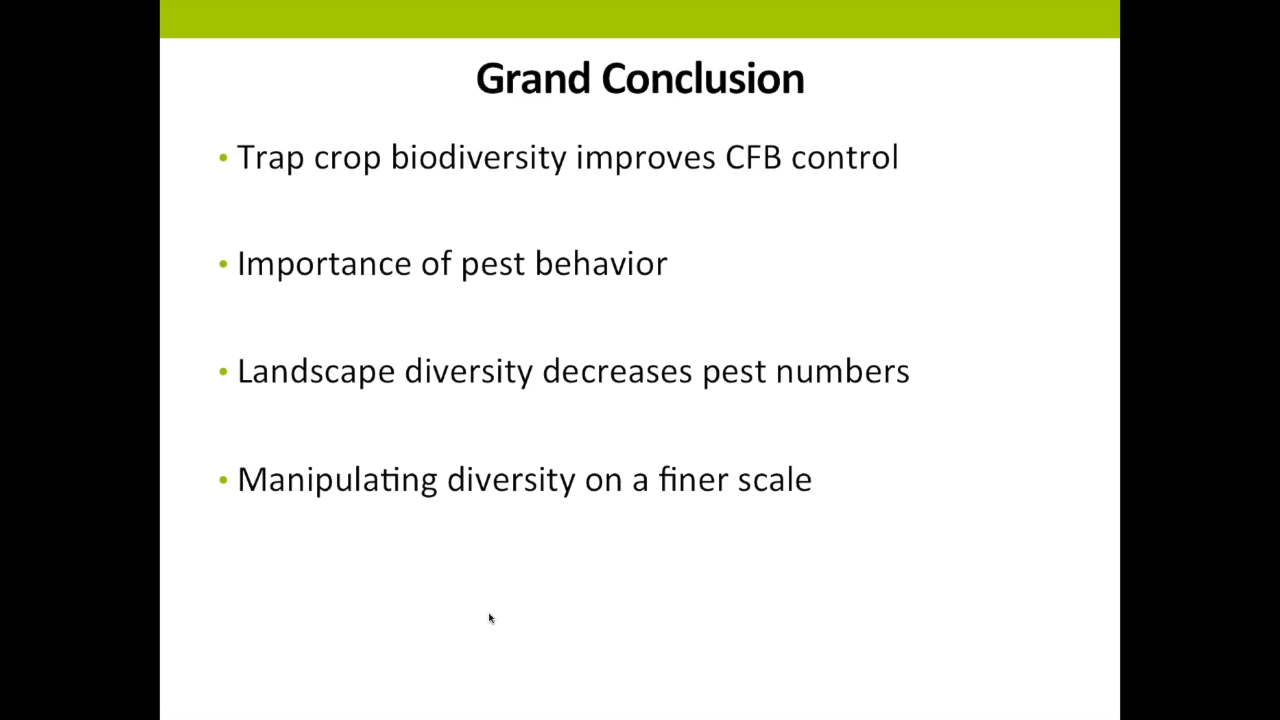 Grand Conclusion
• Trap crop biodiversity improves CFB control
• Importance of pest behavior
• Landscape diversity decreases pest numbers
• Manipulating diversity on a finer scale